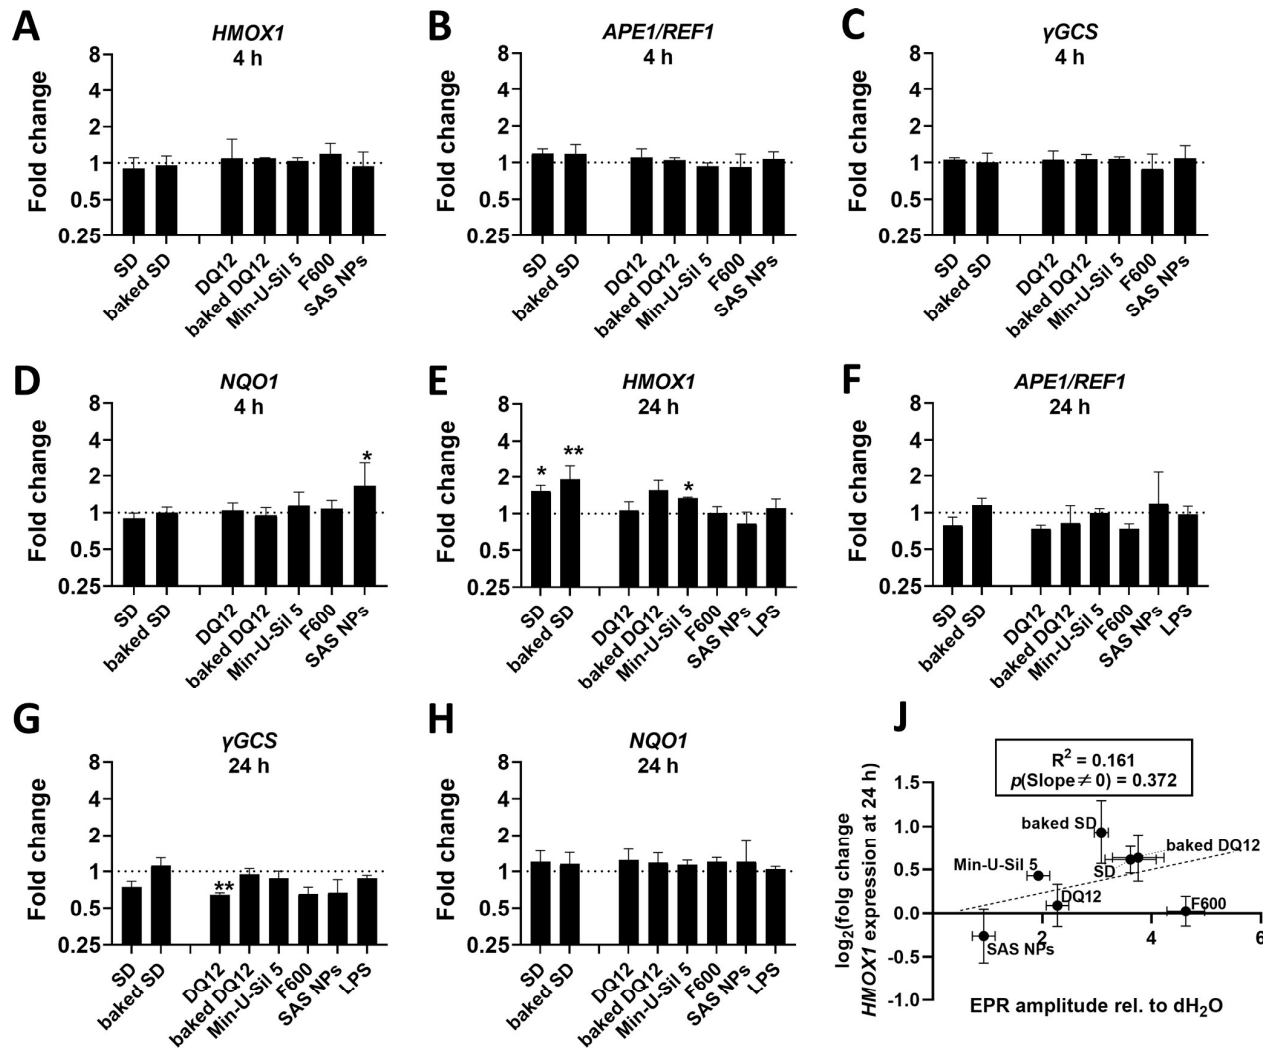 A
HMOX1
4 h
Fold change
8
4
2
1
0.5
0.25
SD
baked SD
DQ12
baked DQ12
Min-U-Sil 5
F600
SAS NPs
B
APE1/REF1
4 h
Fold change
8
4
2
1
0.5
0.25
SD
baked SD
DQ12
baked DQ12
Min-U-Sil 5
F600
SAS NPs
C
γGCS
4 h
Fold change
8
4
2
1
0.5
0.25
SD
baked SD
DQ12
baked DQ12
Min-U-Sil 5
F600
SAS NPs
D
NQO1
4 h
Fold change
8
4
2
1
0.5
0.25
*
SD
baked SD
DQ12
baked DQ12
Min-U-Sil 5
F600
SAS NPs
E
HMOX1
24 h
Fold change
8
4
2
1
0.5
0.25
*
**
*
SD
baked SD
DQ12
baked DQ12
Min-U-Sil 5
F600
SAS NPs
LPS
F
APE1/REF1
24 h
Fold change
8
4
2
1
0.5
0.25
SD
baked SD
DQ12
baked DQ12
Min-U-Sil 5
F600
SAS NPs
LPS
G
γGCS
24 h
Fold change
8
4
2
1
0.5
0.25
**
SD
baked SD
DQ12
baked DQ12
Min-U-Sil 5
F600
SAS NPs
LPS
H
NQO1
24 h
Fold change
8
4
2
1
0.5
0.25
SD
baked SD
DQ12
baked DQ12
Min-U-Sil 5
F600
SAS NPs
LPS
J
R² = 0.161
p(Slope ≠ 0) = 0.372
log₂(folg change
HMOX1 expression at 24 h)
1.5
1.0
0.5
0.0
-0.5
-1.0
baked SD
baked DQ12
Min-U-Sil 5
SD
DQ12
F600
SAS NPs
2
4
6
EPR amplitude rel. to dH₂O